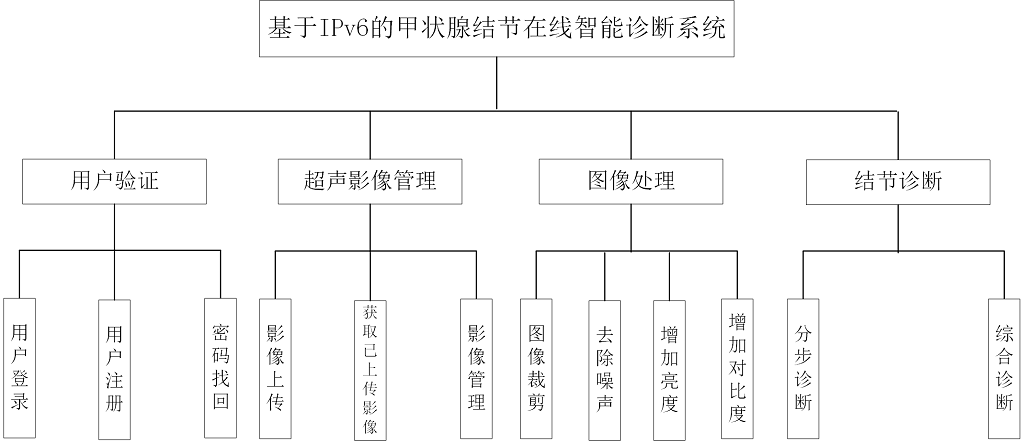 基于IPv6的甲状腺结节在线智能诊断系统
用户验证
超声影像管理
图像处理
结节诊断
用户登录
用户注册
密码找回
影像上传
获取已上传影像
影像管理
图像裁剪
去除噪声
增加亮度
增加对比度
分步诊断
综合诊断